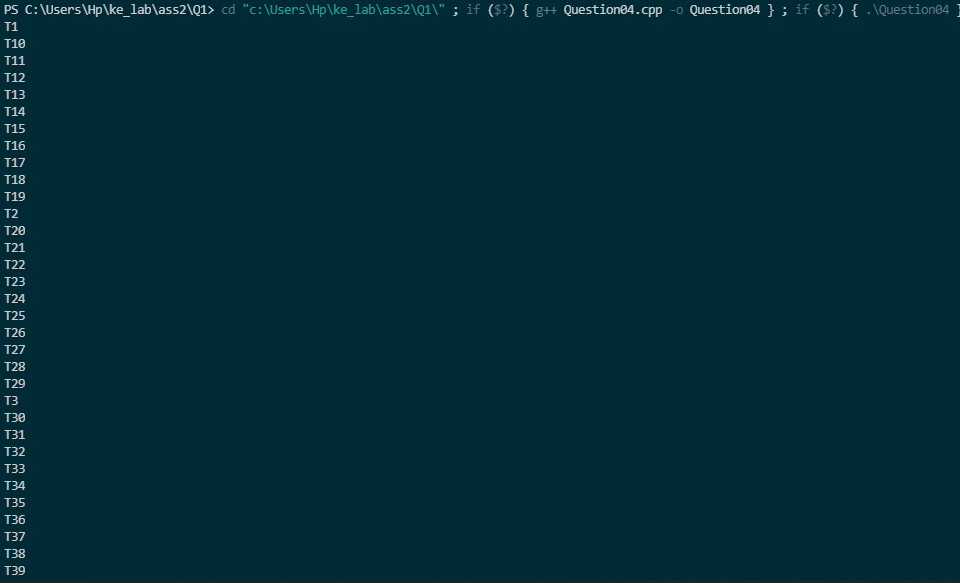 PS C:\Users\Hp\ke_lab\ass2\Q1> cd "c:\Users\Hp\ke_lab\ass2\Q1\" ; if ($?) { g++ Question04.cpp -o Question04 } ; if ($?) { .\Question04 }
T1
T10
T11
T12
T13
T14
T15
T16
T17
T18
T19
T2
T20
T21
T22
T23
T24
T25
T26
T27
T28
T29
T3
T30
T31
T32
T33
T34
T35
T36
T37
T38
T39